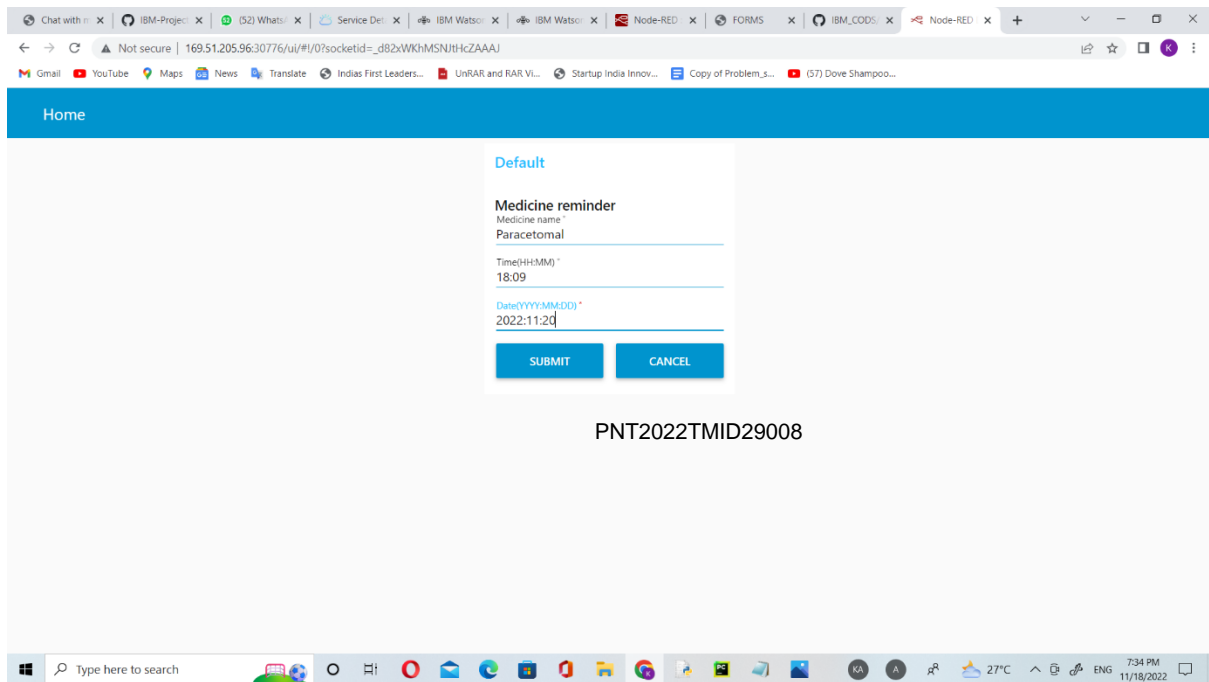 Chat with m
IBM-Project
(52) Whats
Service Det
IBM Watson
IBM Watson
Node-RED
FORMS
IBM_CODS
Node-RED
Not secure | 169.51.205.96:30776/ui/#!/0?socketid=_d82xWKhMSNJtHcZAAAJ
K
Gmail
YouTube
Maps
News
Translate
Indias First Leaders...
UnRAR and RAR Vi...
Startup India Innov...
Copy of Problem_s...
(57) Dove Shampoo...
Home
Default
Medicine reminder
Medicine name *
Paracetomal
Time(HH:MM) *
18:09
Date(YYYY:MM:DD) *
2022:11:20
SUBMIT CANCEL
PNT2022TMID29008
Type here to search
KA
A
27°C
ENG
7:34 PM
11/18/2022